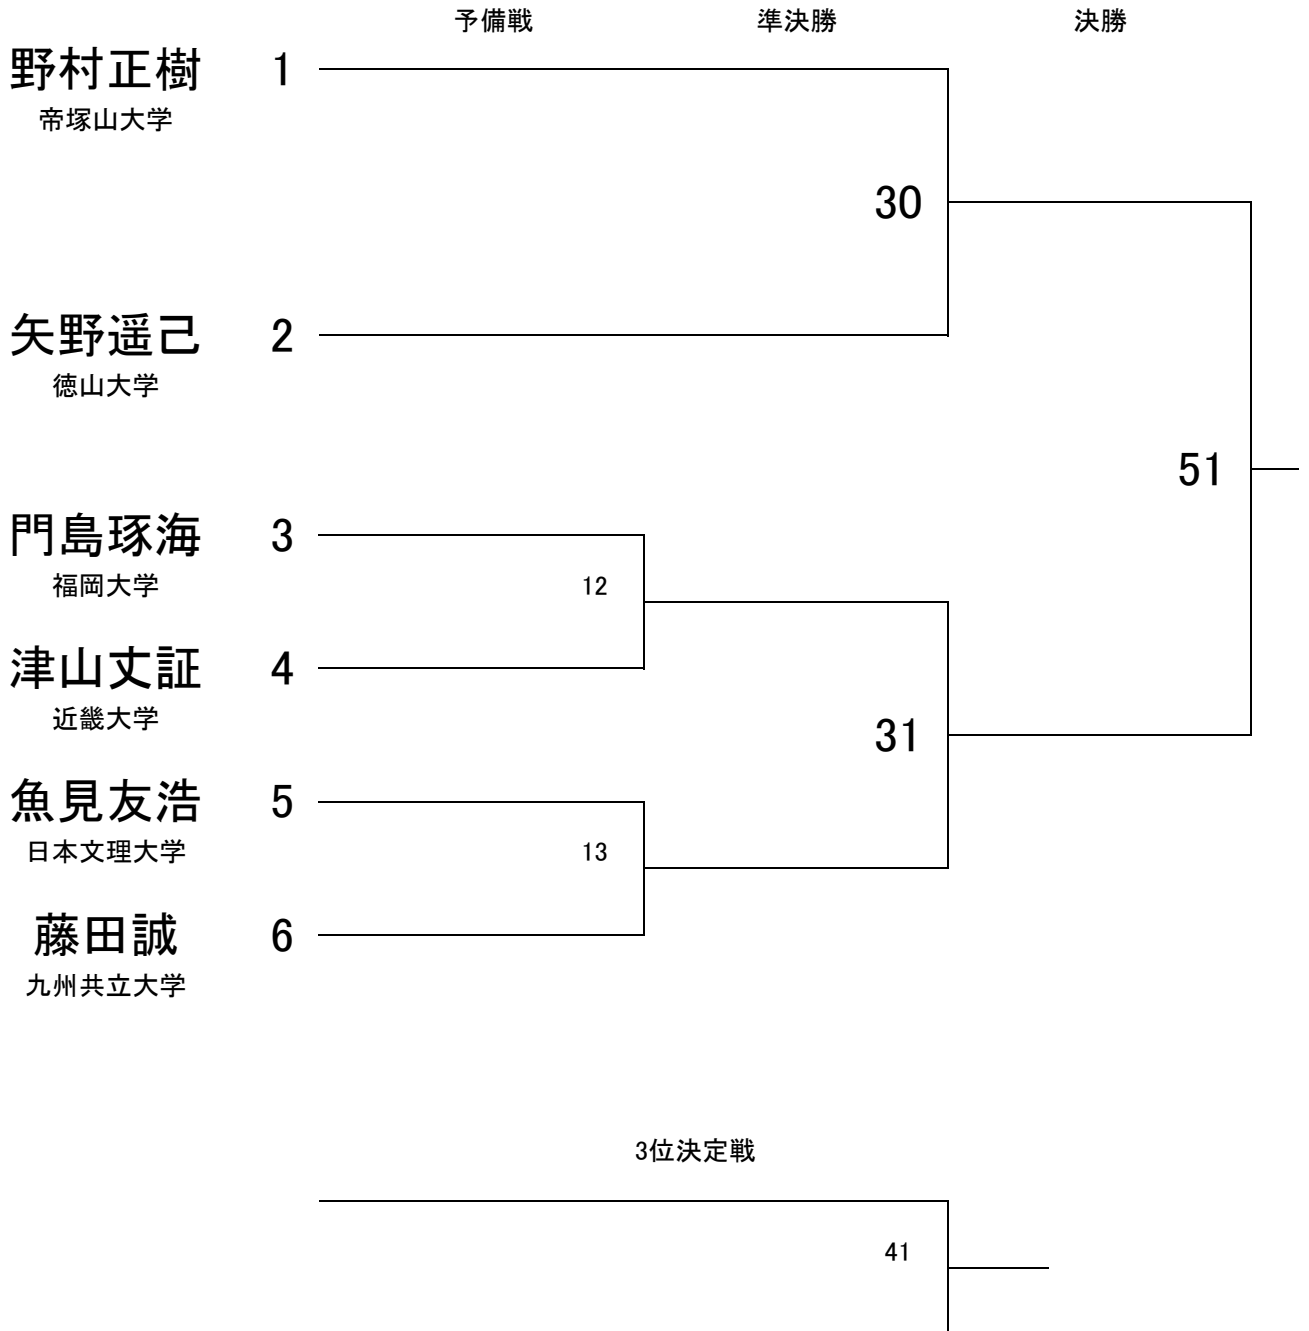 予備戦 準決勝 決勝
野村正樹 1
帝塚山大学
30
矢野遥己 2
徳山大学
51
門島琢海 3
福岡大学 12
津山丈証 4
近畿大学
31
魚見友浩 5
日本文理大学 13
藤田誠 6
九州共立大学
3位決定戦
41